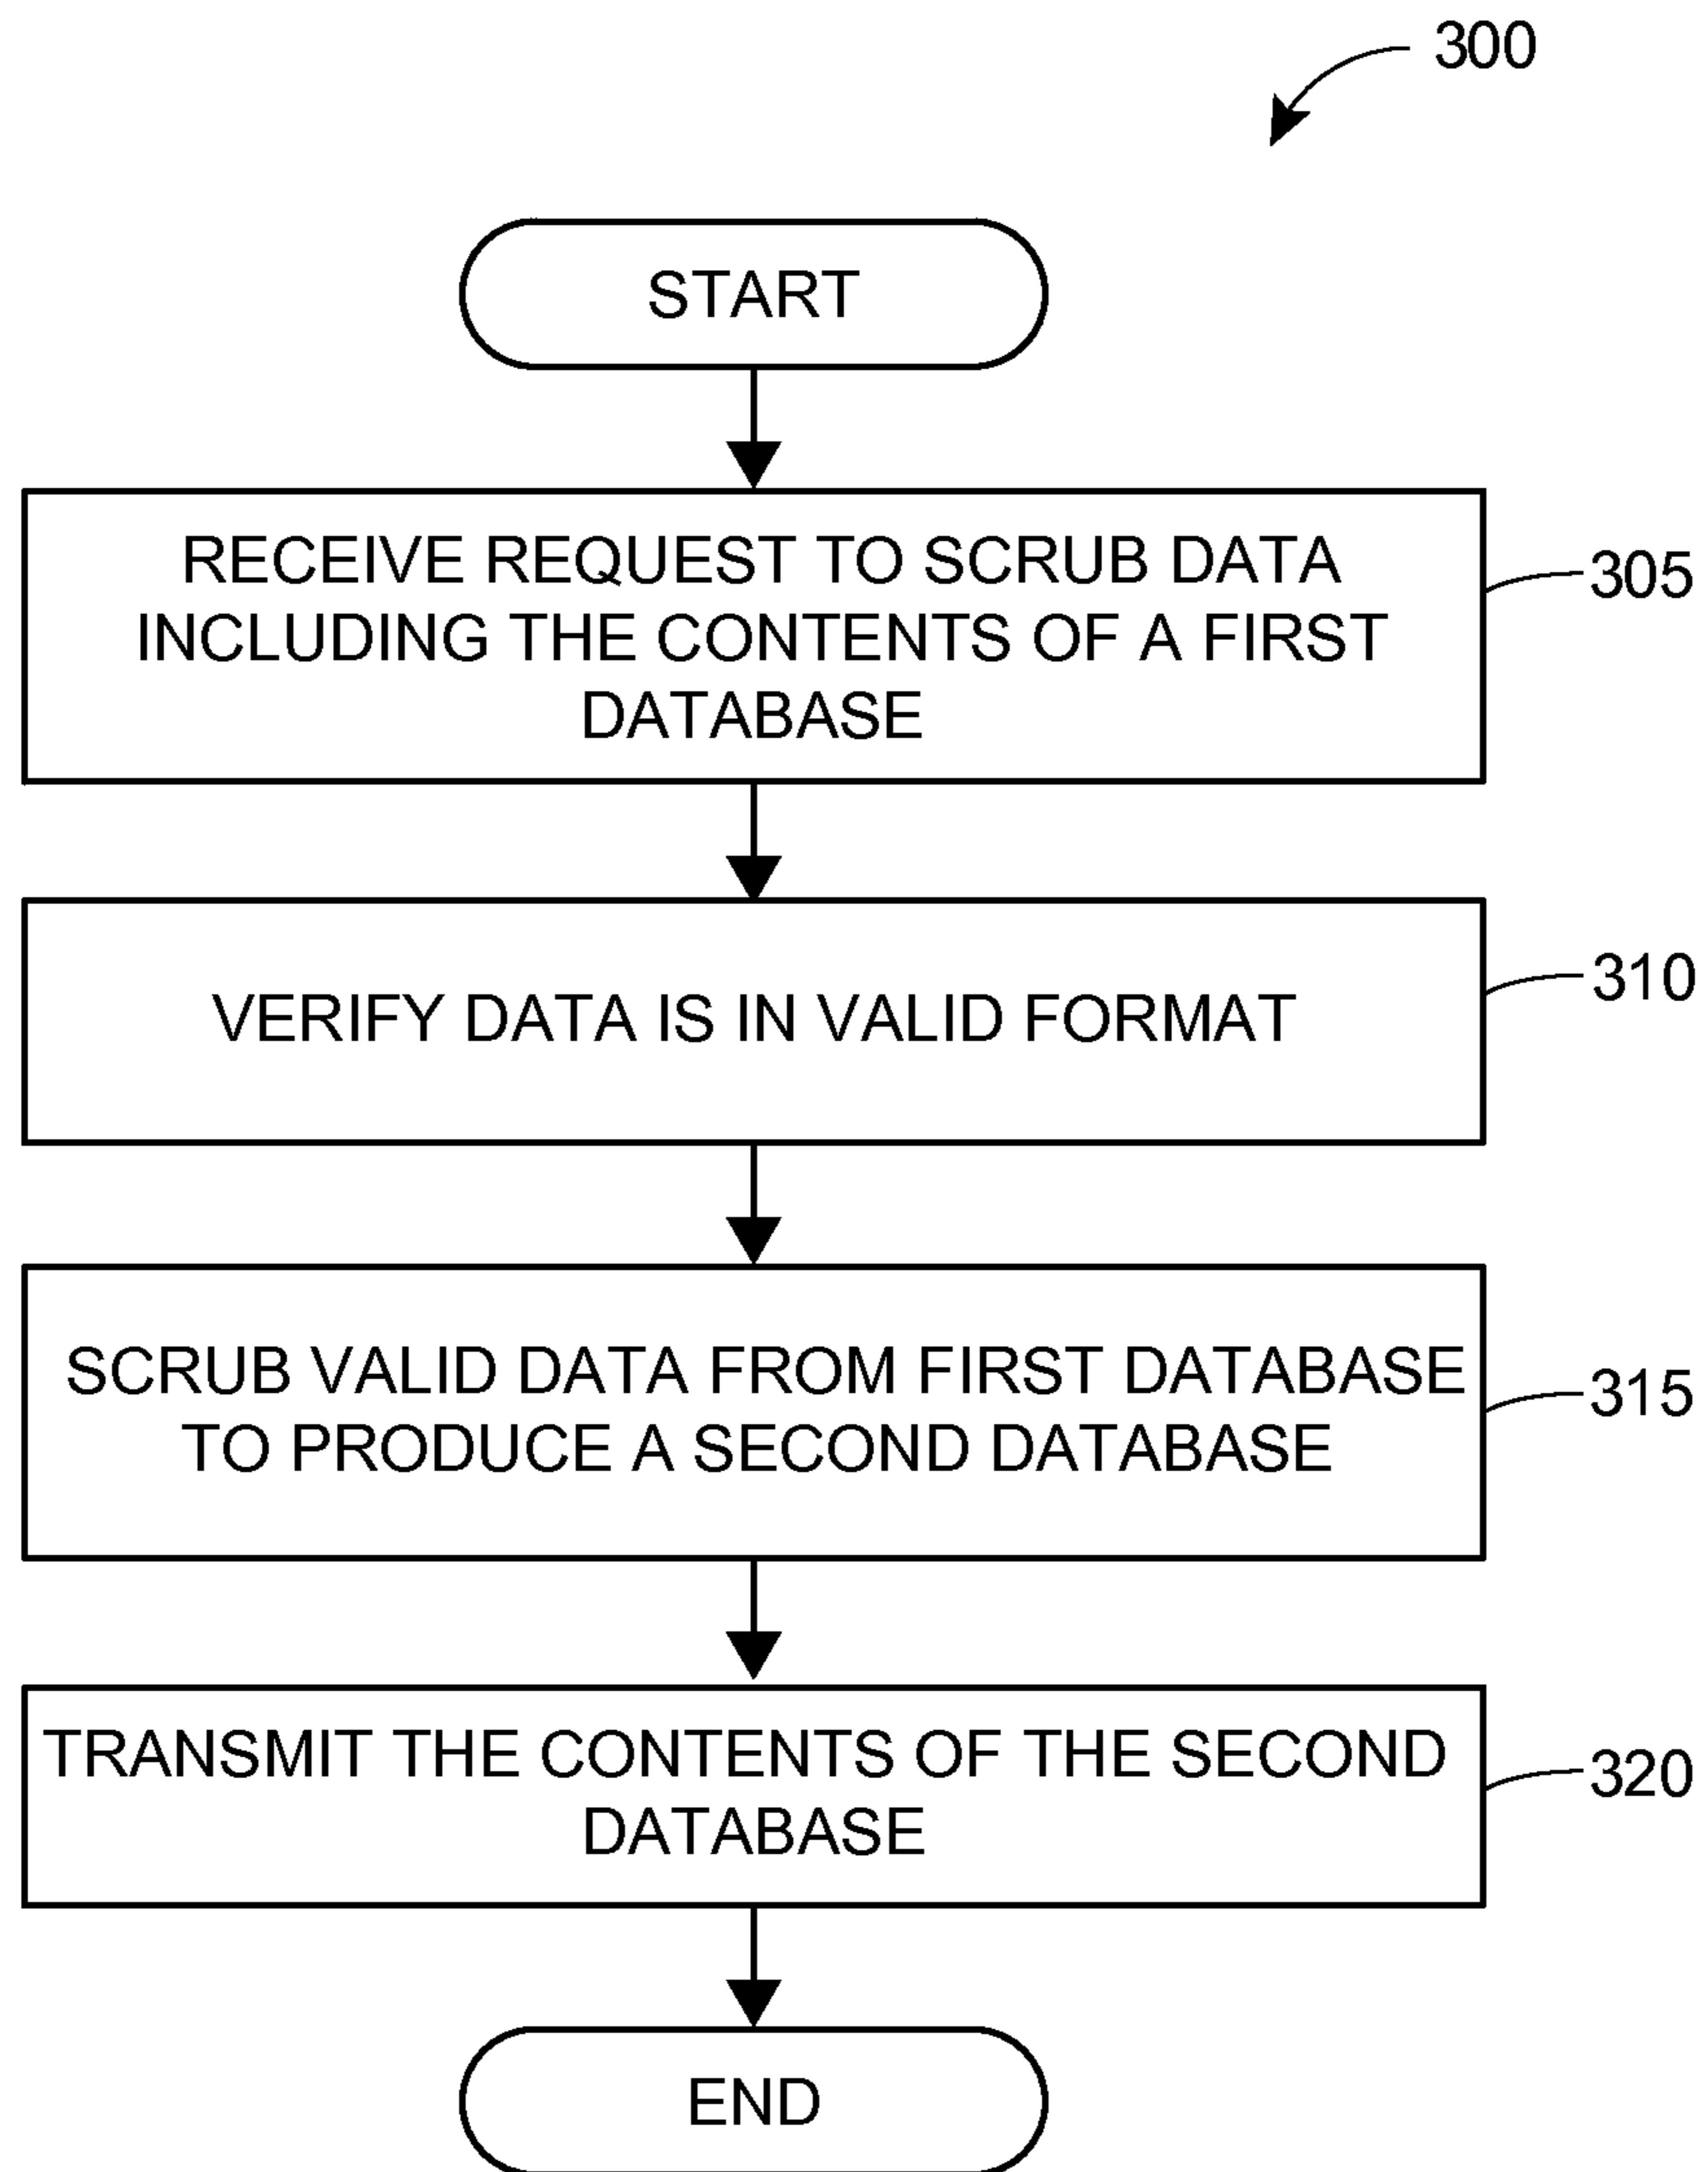 300
START
RECEIVE REQUEST TO SCRUB DATA
INCLUDING THE CONTENTS OF A FIRST
DATABASE
305
VERIFY DATA IS IN VALID FORMAT
310
SCRUB VALID DATA FROM FIRST DATABASE
TO PRODUCE A SECOND DATABASE
315
TRANSMIT THE CONTENTS OF THE SECOND
DATABASE
320
END